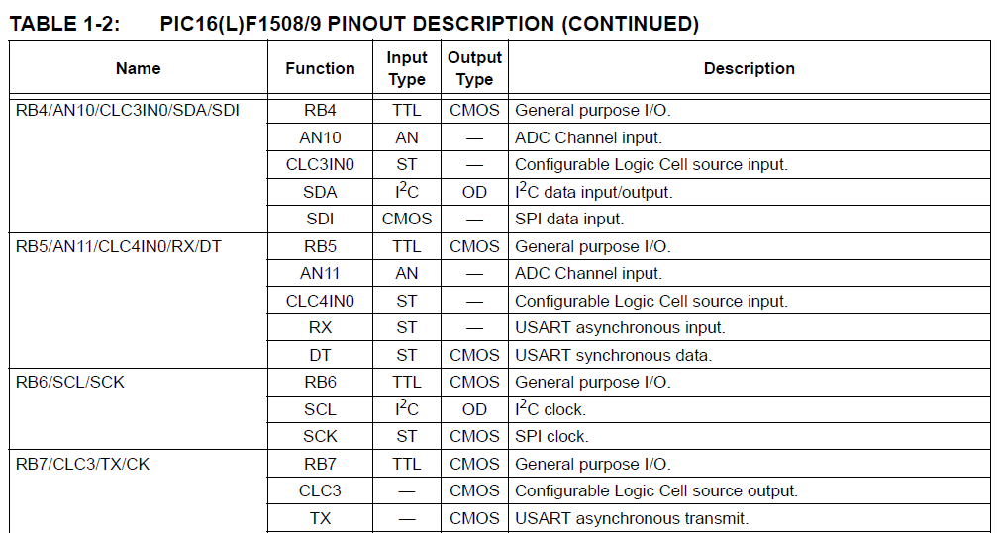 TABLE 1-2: PIC16(L)F1508/9 PINOUT DESCRIPTION (CONTINUED)
Name Function Input Type Output Type Description
RB4/AN10/CLC3IN0/SDA/SDI RB4 TTL CMOS General purpose I/O.
AN10 AN — ADC Channel input.
CLC3IN0 ST — Configurable Logic Cell source input.
SDA I2C OD I2C data input/output.
SDI CMOS — SPI data input.
RB5/AN11/CLC4IN0/RX/DT RB5 TTL CMOS General purpose I/O.
AN11 AN — ADC Channel input.
CLC4IN0 ST — Configurable Logic Cell source input.
RX ST — USART asynchronous input.
DT ST CMOS USART synchronous data.
RB6/SCL/SCK RB6 TTL CMOS General purpose I/O.
SCL I2C OD I2C clock.
SCK ST CMOS SPI clock.
RB7/CLC3/TX/CK RB7 TTL CMOS General purpose I/O.
CLC3 — CMOS Configurable Logic Cell source output.
TX — CMOS USART asynchronous transmit.